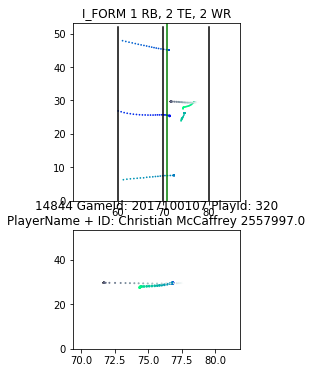 I_FORM 1 RB, 2 TE, 2 WR
50
40
30
20
10
0
60 70 80
14844 GameId: 2017100107 PlayId: 320
PlayerName + ID: Christian McCaffrey 2557997.0
40
20
0
70.0 72.5 75.0 77.5 80.0